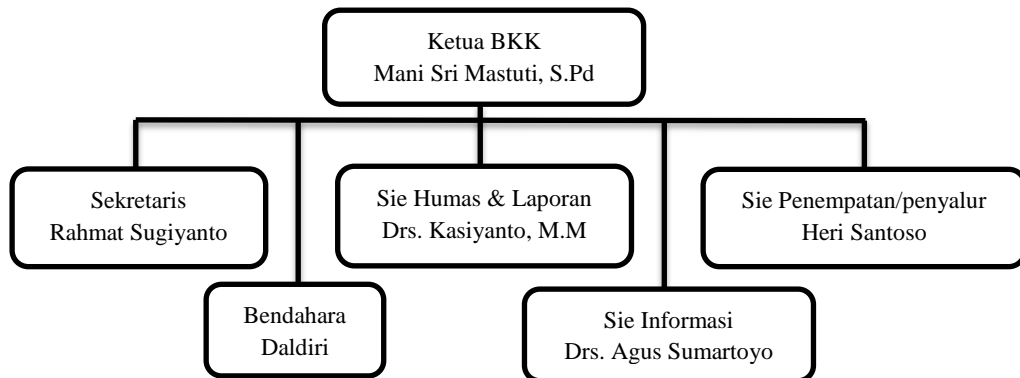 Ketua BKK
Mani Sri Mastuti, S.Pd
Sekretaris
Rahmat Sugiyanto
Sie Humas & Laporan
Drs. Kasiyanto, M.M
Sie Penempatan/penyalur
Heri Santoso
Bendahara
Daldiri
Sie Informasi
Drs. Agus Sumartoyo